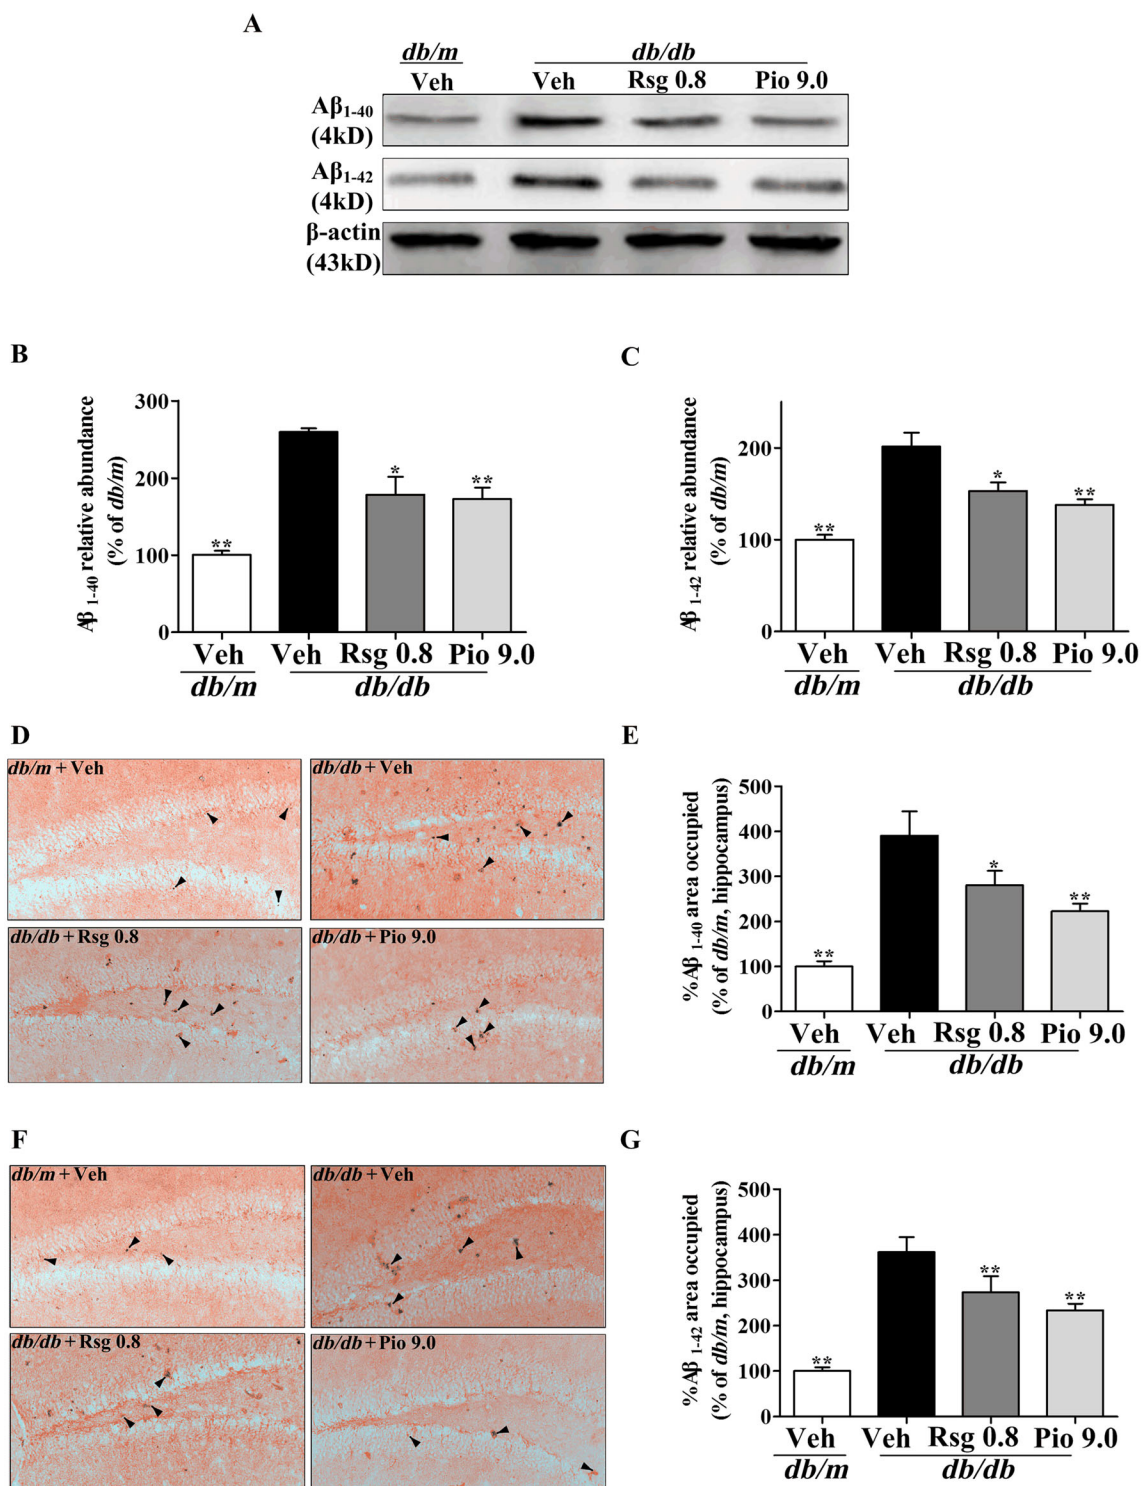 A
db/m db/db
Veh Veh Rsg 0.8 Pio 9.0
Aβ1-40
(4kD)
Aβ1-42
(4kD)
β-actin
(43kD)
B
Aβ 1-40 relative abundance
(% of db/m)
300
200
100
0
**
*
**
Veh Veh Rsg 0.8 Pio 9.0
db/m db/db
C
Aβ 1-42 relative abundance
(% of db/m)
200
100
0
**
*
**
Veh Veh Rsg 0.8 Pio 9.0
db/m db/db
D
db/m + Veh
db/db + Veh
db/db + Rsg 0.8
db/db + Pio 9.0
E
%Aβ 1-40 area occupied
(% of db/m, hippocampus)
500
400
300
200
100
0
**
*
**
Veh Veh Rsg 0.8 Pio 9.0
db/m db/db
F
db/m + Veh
db/db + Veh
db/db + Rsg 0.8
db/db + Pio 9.0
G
%Aβ 1-42 area occupied
(% of db/m, hippocampus)
500
400
300
200
100
0
**
**
**
Veh Veh Rsg 0.8 Pio 9.0
db/m db/db